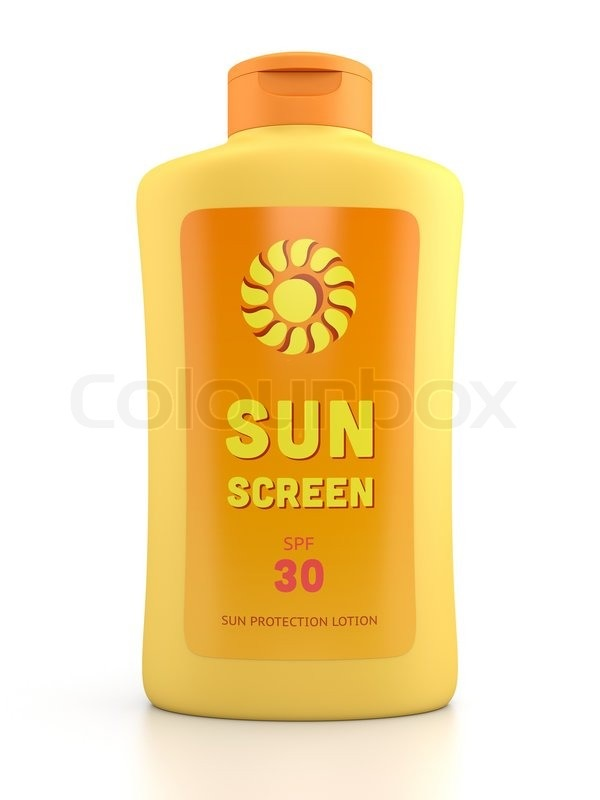 Colourbox
SUN
SCREEN
SPF
30
SUN PROTECTION LOTION